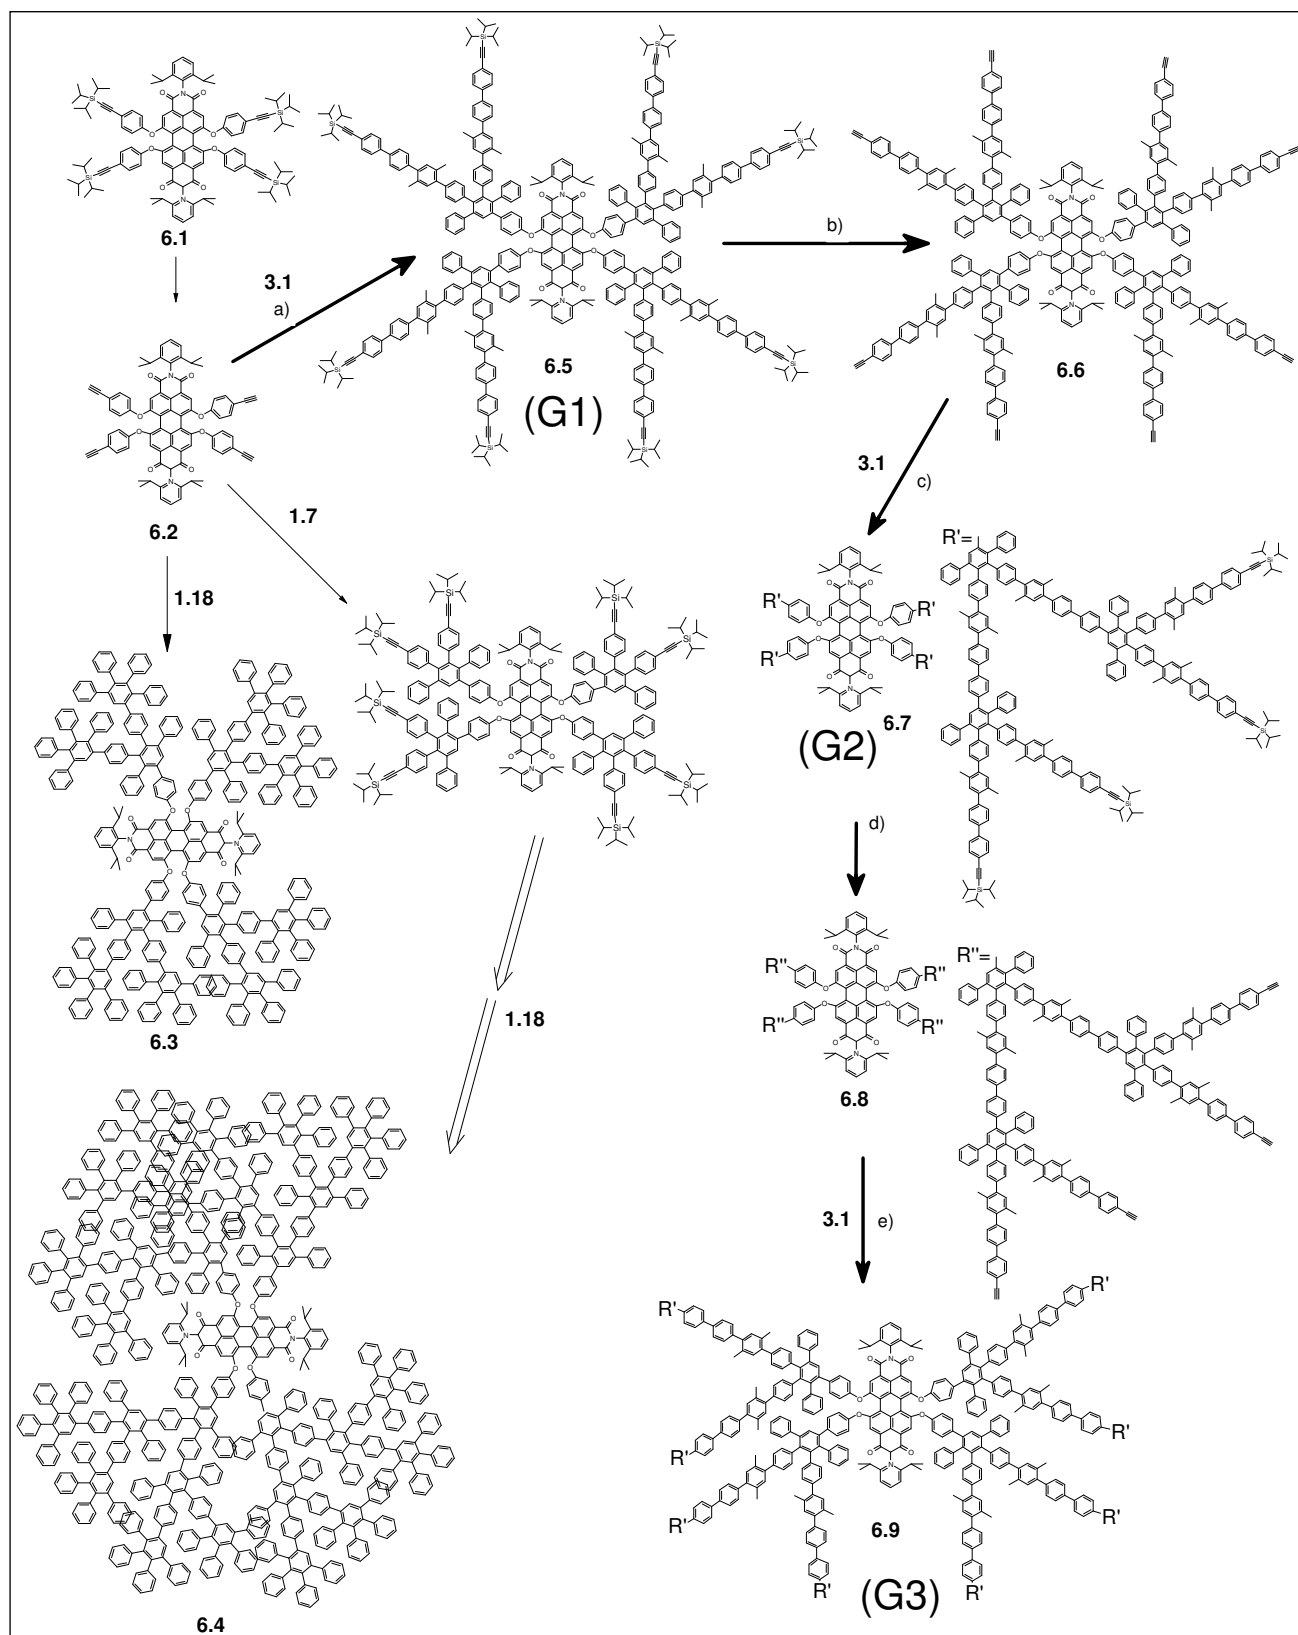 6.1
3.1
a)
b)
6.5
(G1)
6.6
6.2
1.7
1.18
3.1
c)
R'=
R'
R'
R'
R'
6.7
(G2)
d)
6.3
1.18
R''
R''
R''
R''
R''=
6.8
3.1
e)
R'
R'
R'
R'
R'
R'
R'
R'
6.9
(G3)
6.4